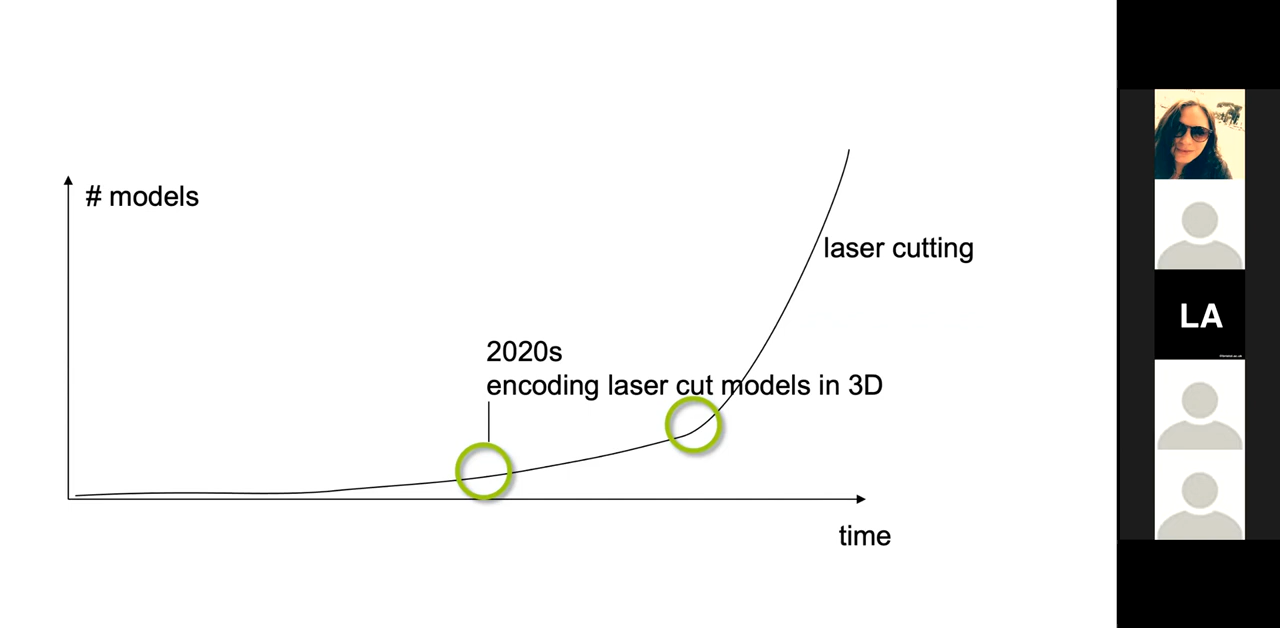 # models
laser cutting
2020s
encoding laser cut models in 3D
time
LA